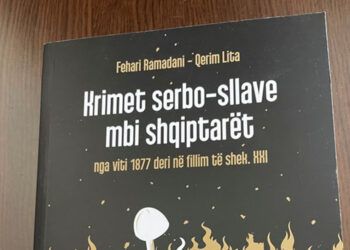 Fehari Ramadani - Qerim Lita
Krimet serbo-sllave
mbi shqiptarët
nga viti 1877 deri në fillim të shek. XXI